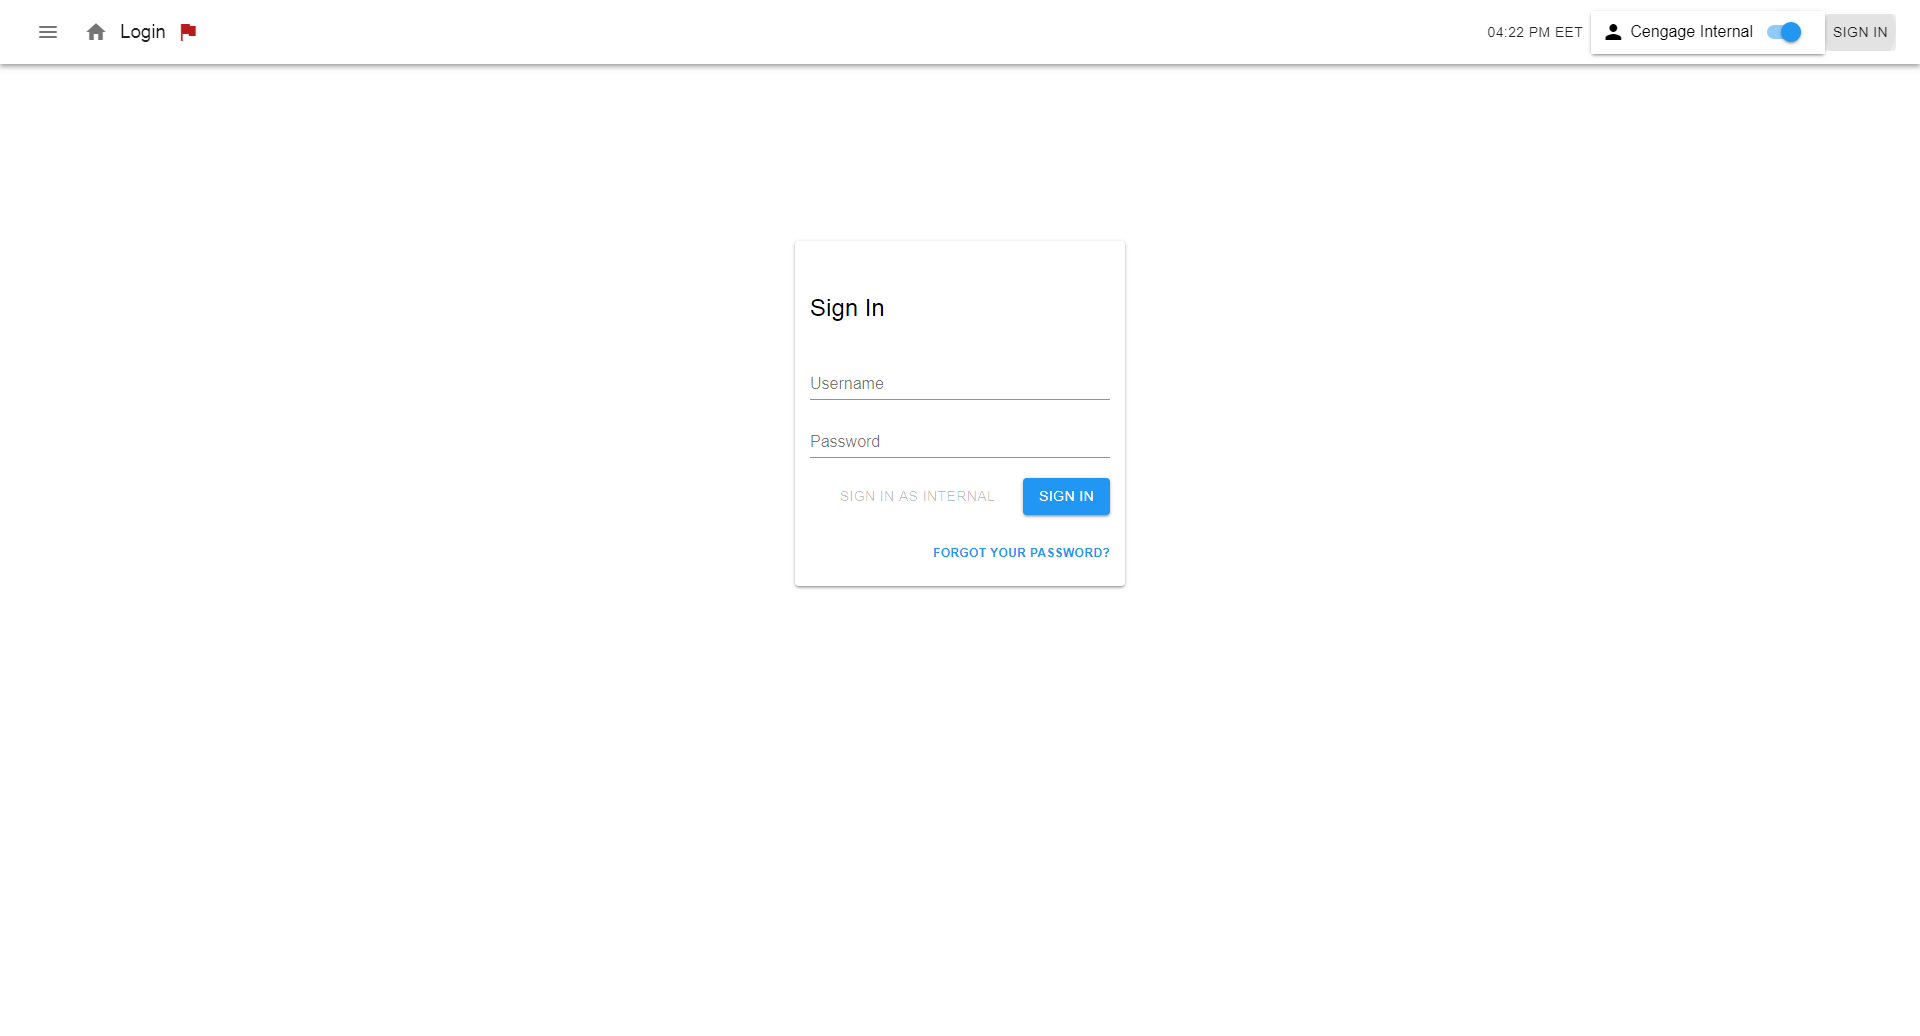 Login
04:22 PM EET
Cengage Internal
SIGN IN
Sign In
Username
Password
SIGN IN AS INTERNAL
SIGN IN
FORGOT YOUR PASSWORD?